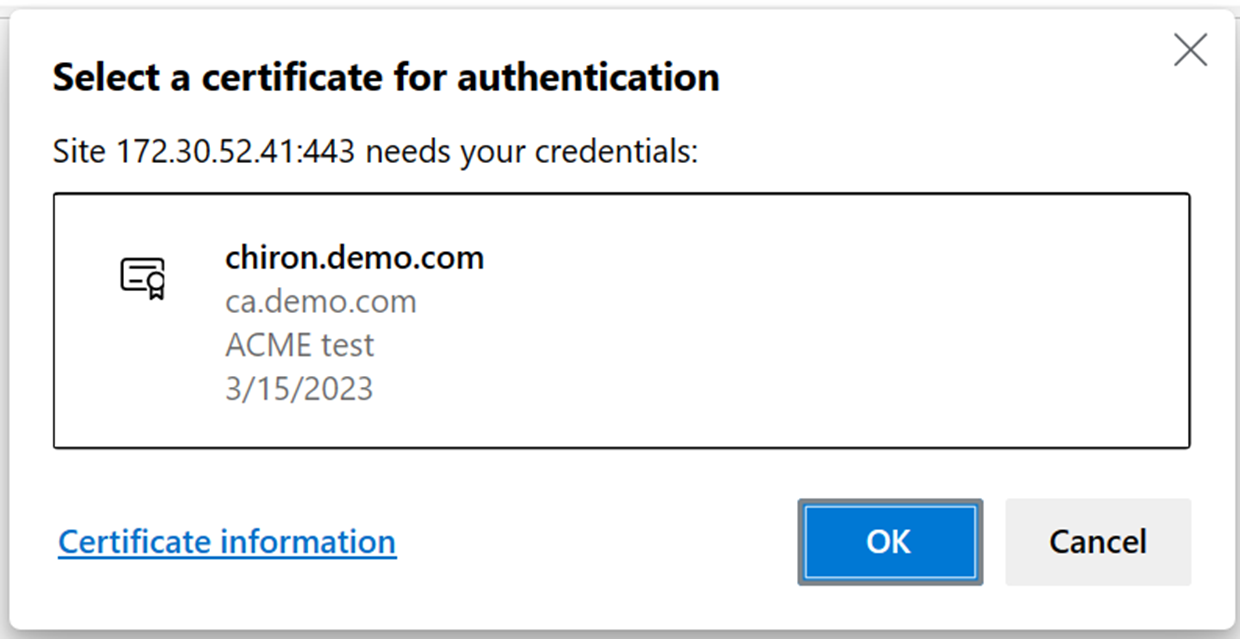 Select a certificate for authentication
Site 172.30.52.41:443 needs your credentials:
chiron.demo.com
ca.demo.com
ACME test
3/15/2023
Certificate information
OK
Cancel